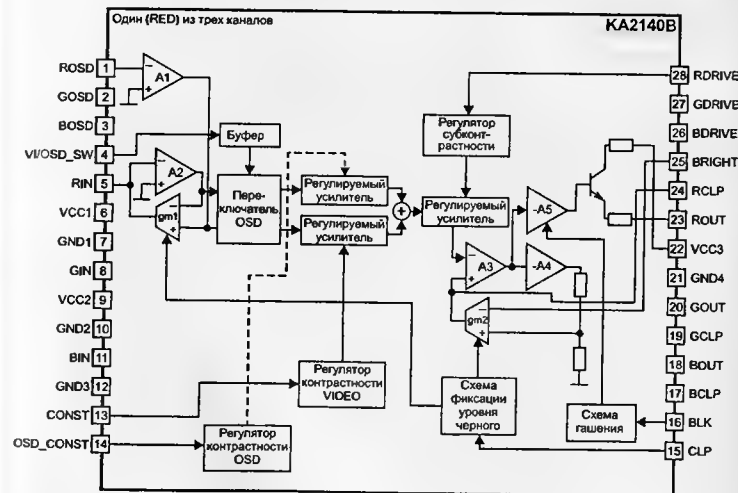 Один (RED) из трех каналов
KA2140B
ROSD 1
GOSD 2
BOSD 3
VI/OSD_SW 4
RIN 5
VCC1 6
GND1 7
GIN 8
VCC2 9
GND2 10
BIN 11
GND3 12
CONST 13
OSD_CONST 14
28 RDRIVE
27 GDRIVE
26 BDRIVE
25 BRIGHT
24 RCLP
23 ROUT
22 VCC3
21 GND4
20 GOUT
19 GCLP
18 BOUT
17 BCLP
16 BLK
15 CLP
A1
Буфер
A2
gm1
Пере-
ключатель
OSD
Регулируемый
усилитель
Регулируемый
усилитель
Регулятор
субконт-
растности
Регулируемый
усилитель
-A5
A3
-A4
gm2
Регулятор
контрастности
VIDEO
Регулятор
контрастности
OSD
Схема
фиксации
уровня
черного
Схема
гашения